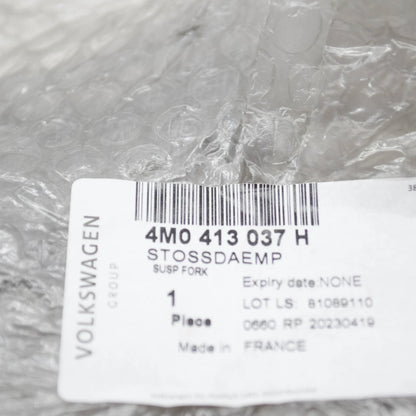 38
4M0 413 037 H
STOSSDAEMP
SUSP FORK
1
Piece
Expiry date:NONE
LOT LS: 81089110
0660 RP 20230419
Made in FRANCE
VOLKSWAGEN
GROUP